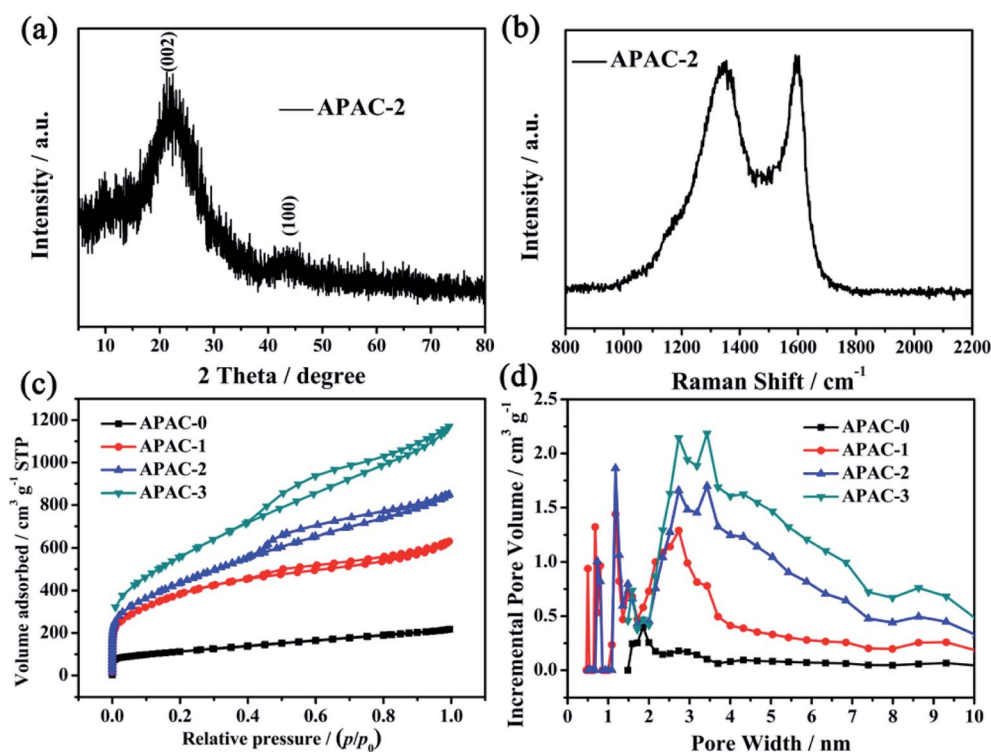 (a)
(002)
(100)
APAC-2
Intensity / a.u.
10 20 30 40 50 60 70 80
2 Theta / degree
(b)
APAC-2
Intensity / a.u.
800 1000 1200 1400 1600 1800 2000 2200
Raman Shift / cm-1
(c)
APAC-0
APAC-1
APAC-2
APAC-3
Volume adsorbed / cm3 g-1 STP
1200
1000
800
600
400
200
0
0.0 0.2 0.4 0.6 0.8 1.0
Relative pressure / (p/p0)
(d)
APAC-0
APAC-1
APAC-2
APAC-3
Incremental Pore Volume / cm3 g-1
2.5
2.0
1.5
1.0
0.5
0.0
0 1 2 3 4 5 6 7 8 9 10
Pore Width / nm